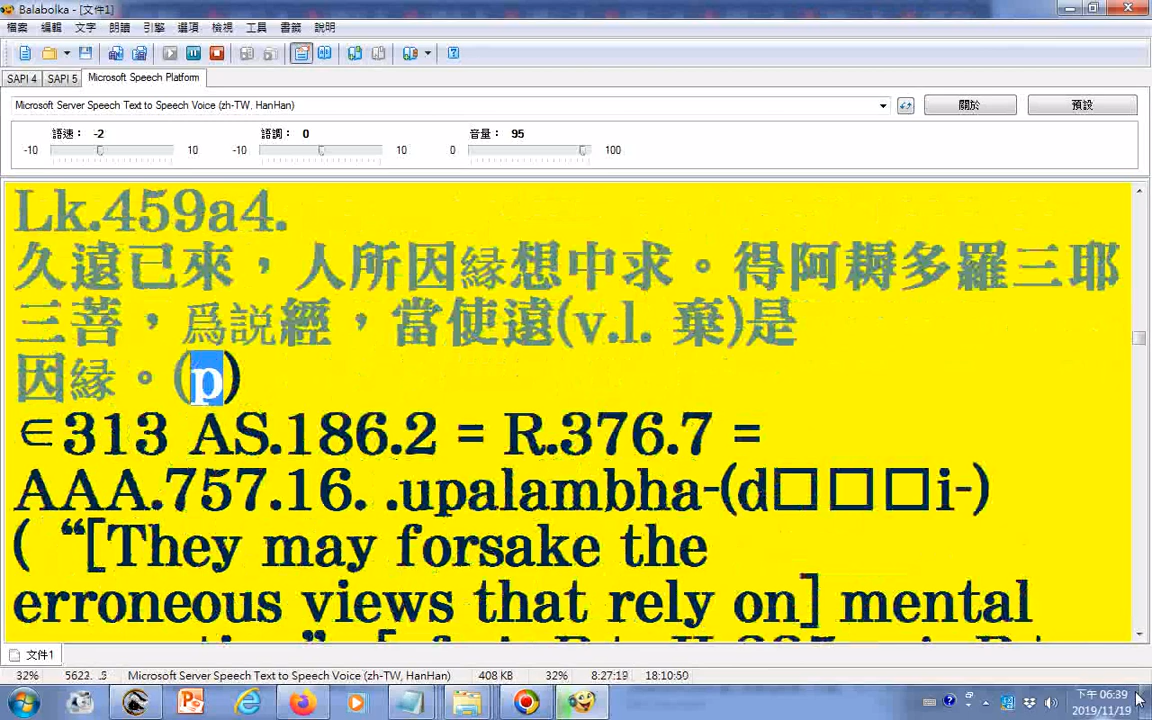 Balabolka - [文件1]
檔案 編輯 文字 朗讀 引擎 選項 檢視 工具 書籤 說明
SAPI 4 SAPI 5 Microsoft Speech Platform
Microsoft Server Speech Text to Speech Voice (zh-TW, HanHan) 關於 預設
語速： -2 語調： 0 音量： 95
-10 10 -10 10 0 100
Lk.459a4.
久遠已來，人所因緣想中求。得阿耨多羅三耶
三菩，爲説經，當使遠(v.l. 棄)是
因緣。(p)
∈313 AS.186.2 = R.376.7 =
AAA.757.16. .upalambha-(d□□□i-)
( “[They may forsake the
erroneous views that rely on] mental
文件1
32% 5622. Microsoft Server Speech Text to Speech Voice (zh-TW, HanHan) 408 KB 32% 8:27:19 18:10:50
下午 06:39
2019/11/19